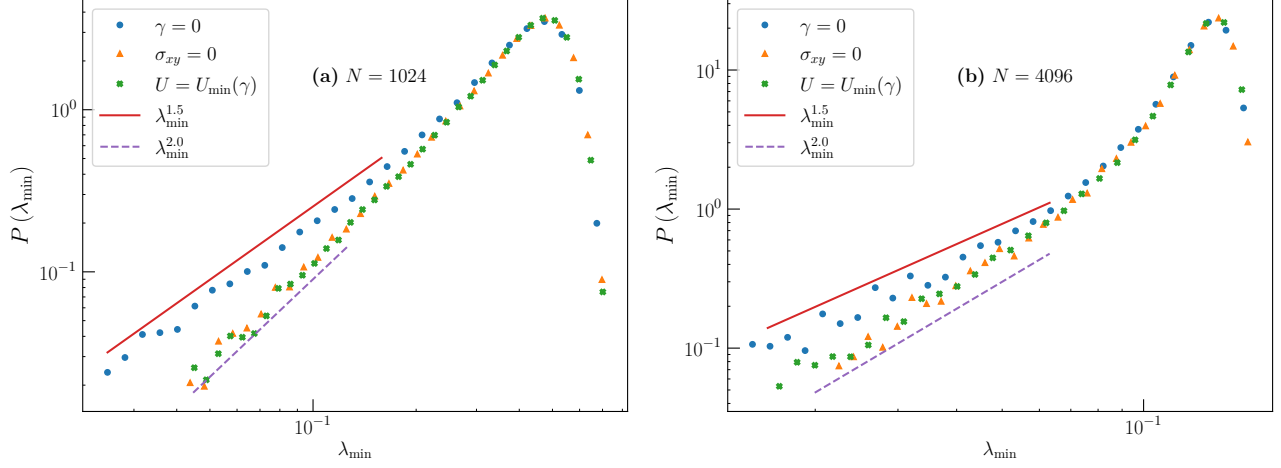 γ = 0
σ_xy = 0
U = U_min(γ)
λ_min^1.5
λ_min^2.0
(a) N = 1024
10^0
10^−1
P (λ_min)
10^−1
λ_min
γ = 0
σ_xy = 0
U = U_min(γ)
λ_min^1.5
λ_min^2.0
(b) N = 4096
10^1
10^0
10^−1
P (λ_min)
10^−1
λ_min